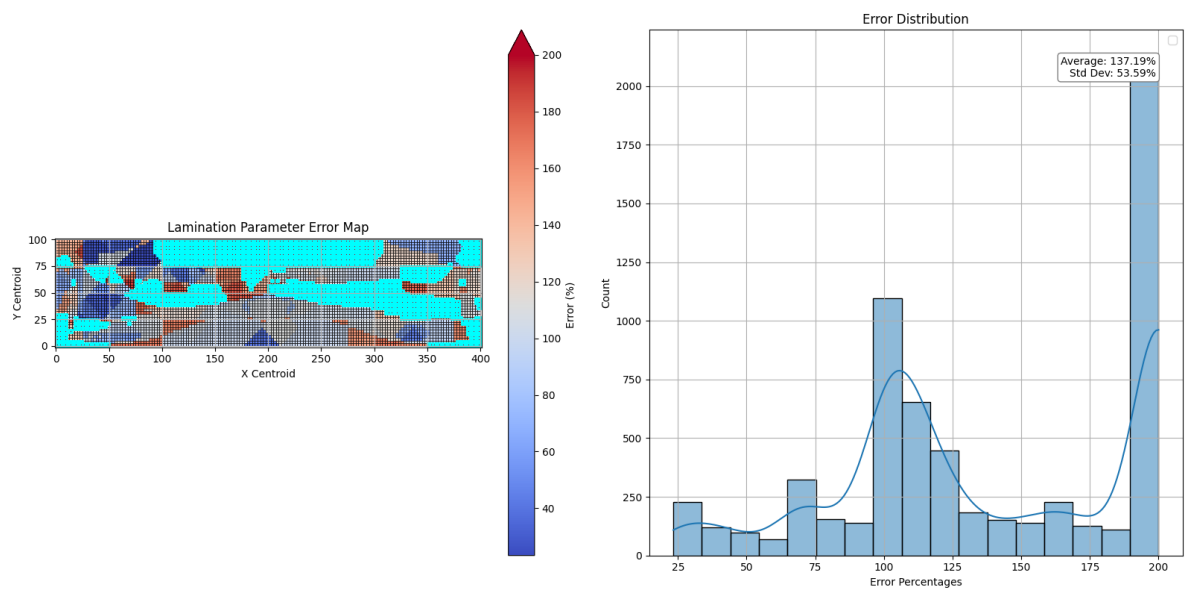 Lamination Parameter Error Map
100
75
50
25
0
Y Centroid
0 50 100 150 200 250 300 350 400
X Centroid
200
180
160
140
120
100
80
60
40
Error (%)
Error Distribution
Average: 137.19%
Std Dev: 53.59%
2000
1750
1500
1250
1000
750
500
250
0
Count
25 50 75 100 125 150 175 200
Error Percentages